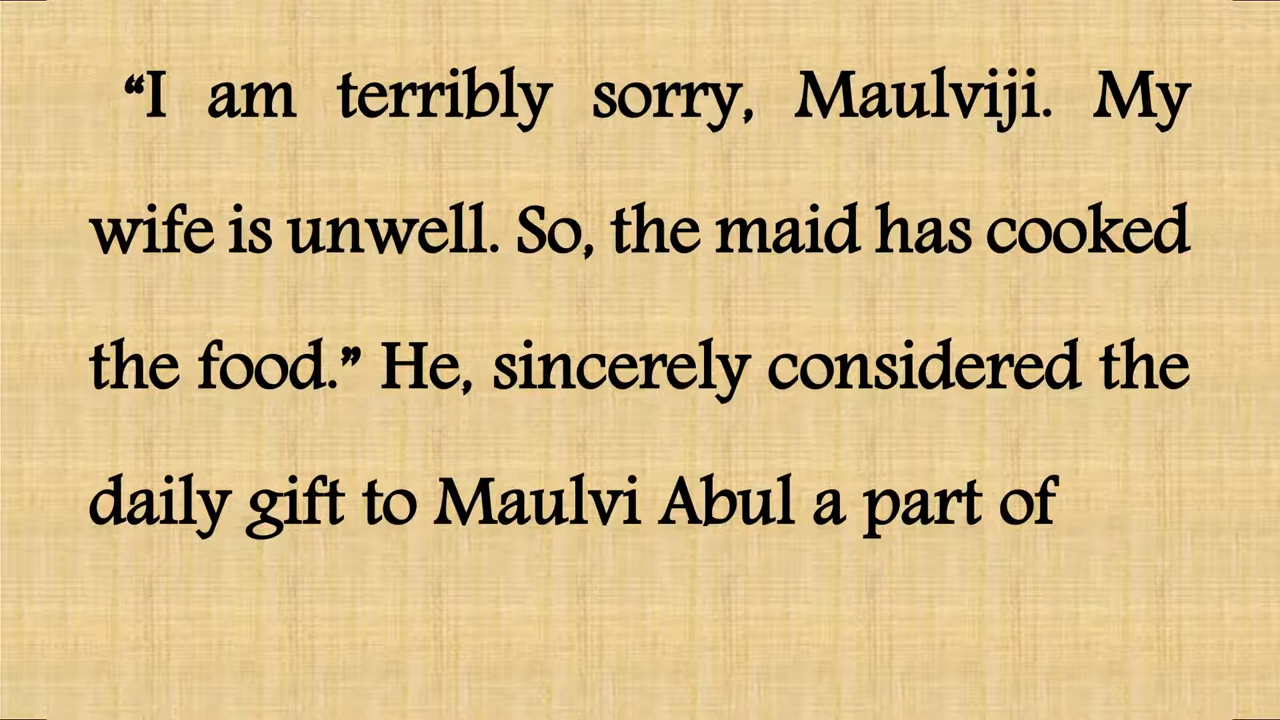 “I am terribly sorry, Maulviji. My
wife is unwell. So, the maid has cooked
the food.” He, sincerely considered the
daily gift to Maulvi Abul a part of